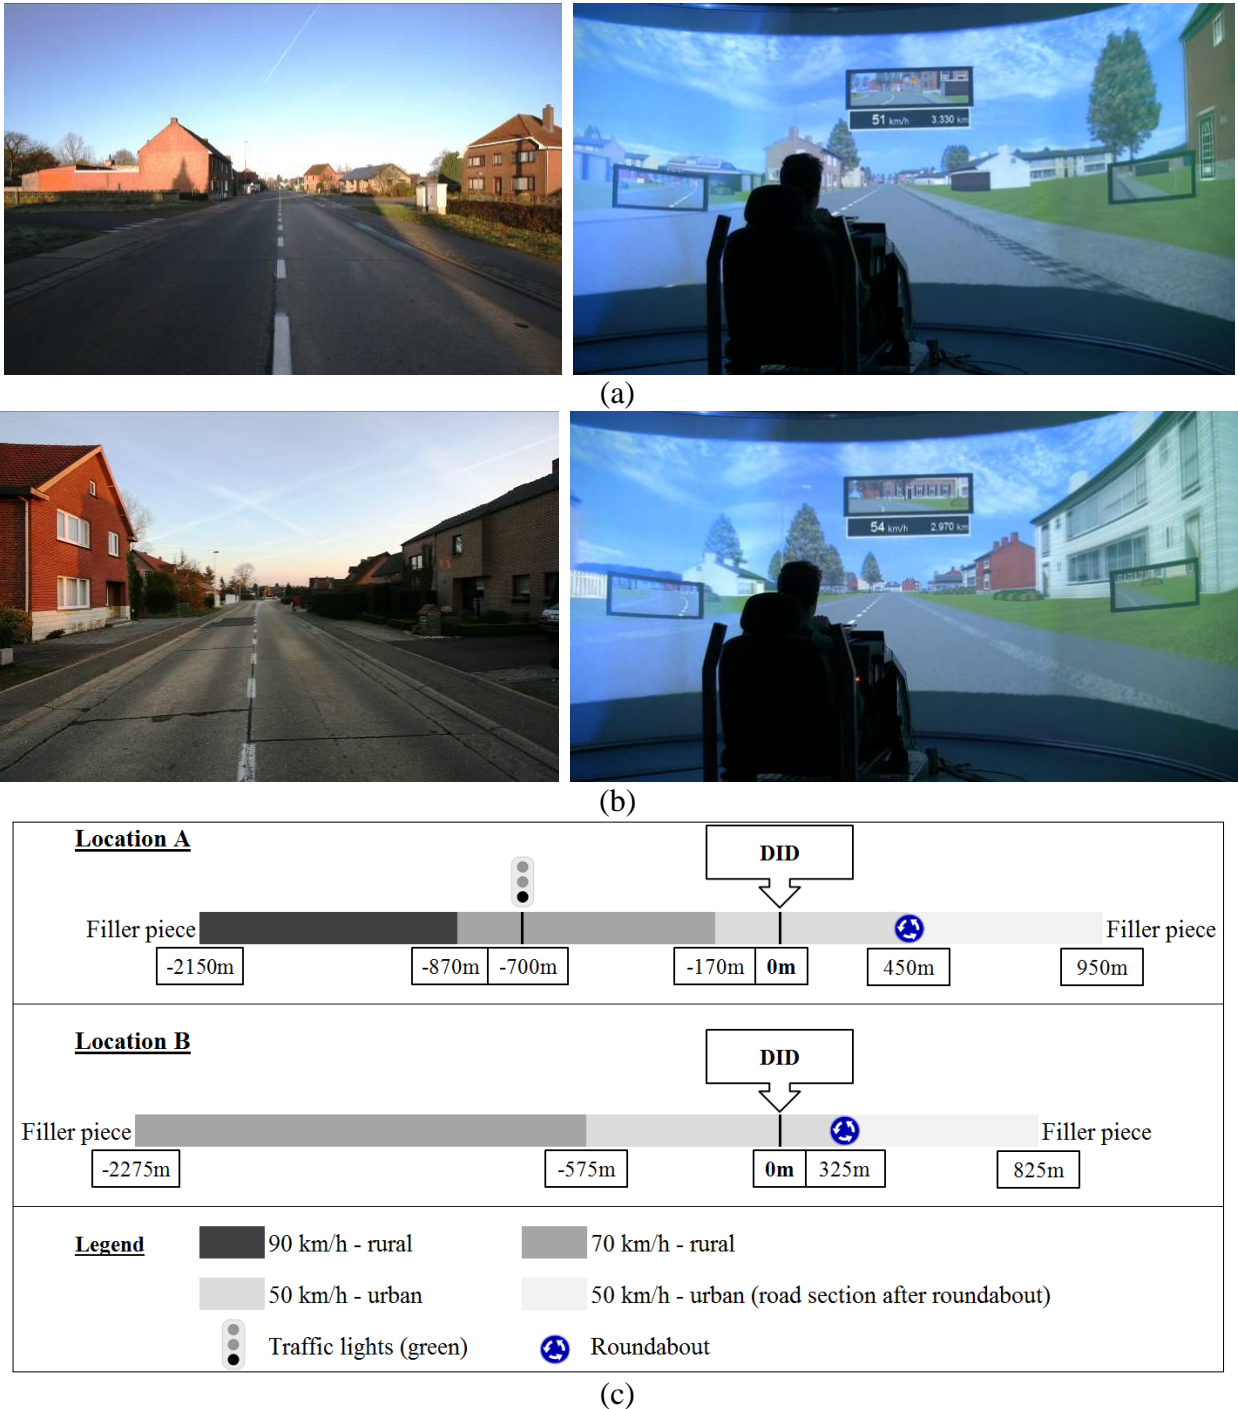 51 km/h 3.330 km
(a)
54 km/h 2.970 km
(b)
Location A
DID
Filler piece
Filler piece
-2150m
-870m
-700m
-170m
0m
450m
950m
Location B
DID
Filler piece
Filler piece
-2275m
-575m
0m
325m
825m
Legend
90 km/h - rural
70 km/h - rural
50 km/h - urban
50 km/h - urban (road section after roundabout)
Traffic lights (green)
Roundabout
(c)